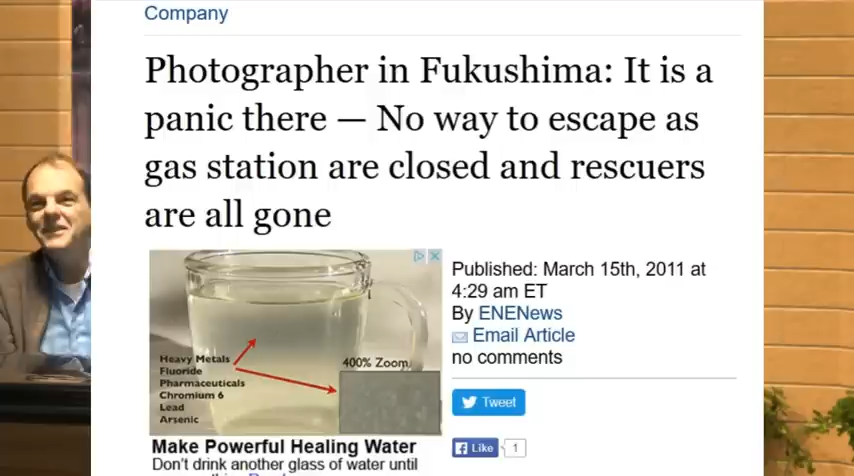 Company
Photographer in Fukushima: It is a
panic there — No way to escape as
gas station are closed and rescuers
are all gone
Published: March 15th, 2011 at
4:29 am ET
By ENENews
Email Article
no comments
Tweet
Like 1
Heavy Metals
Fluoride
Pharmaceuticals
Chromium 6
Lead
Arsenic
400% Zoom
Make Powerful Healing Water
Don't drink another glass of water until